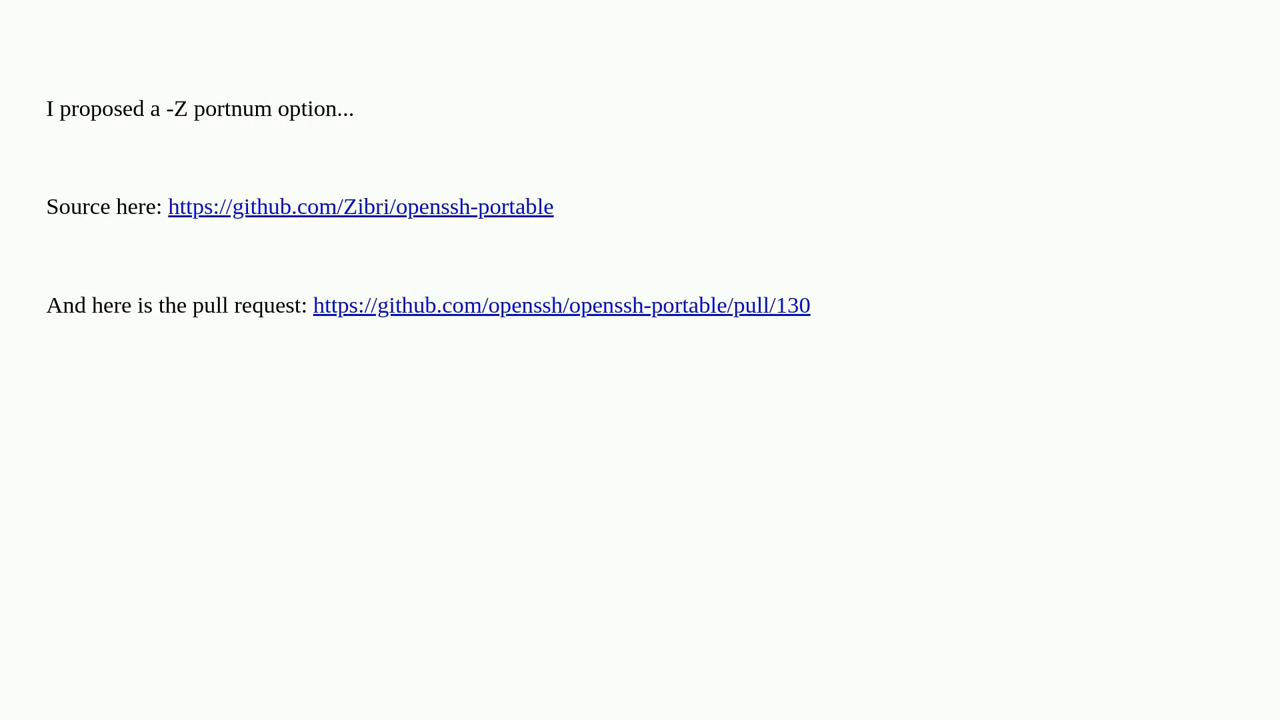 I proposed a -Z portnum option...
Source here: https://github.com/Zibri/openssh-portable
And here is the pull request: https://github.com/openssh/openssh-portable/pull/130